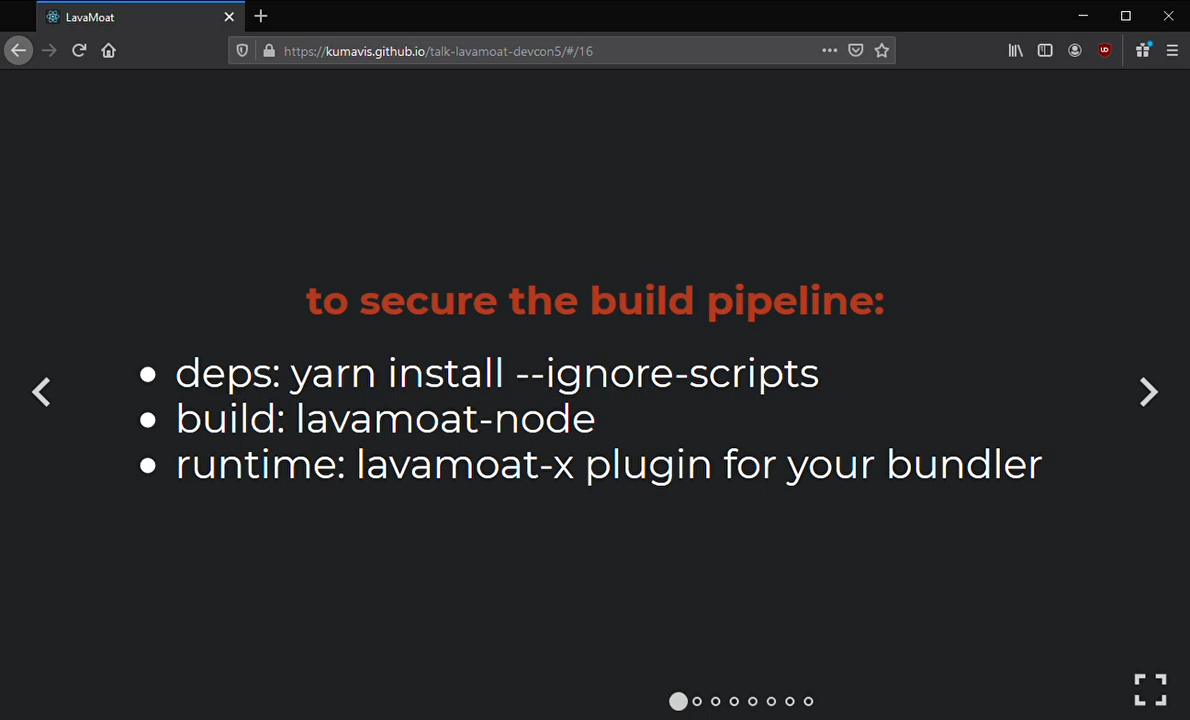 LavaMoat
https://kumavis.github.io/talk-lavamoat-devcon5/#/16
to secure the build pipeline:
deps: yarn install --ignore-scripts
build: lavamoat-node
runtime: lavamoat-x plugin for your bundler